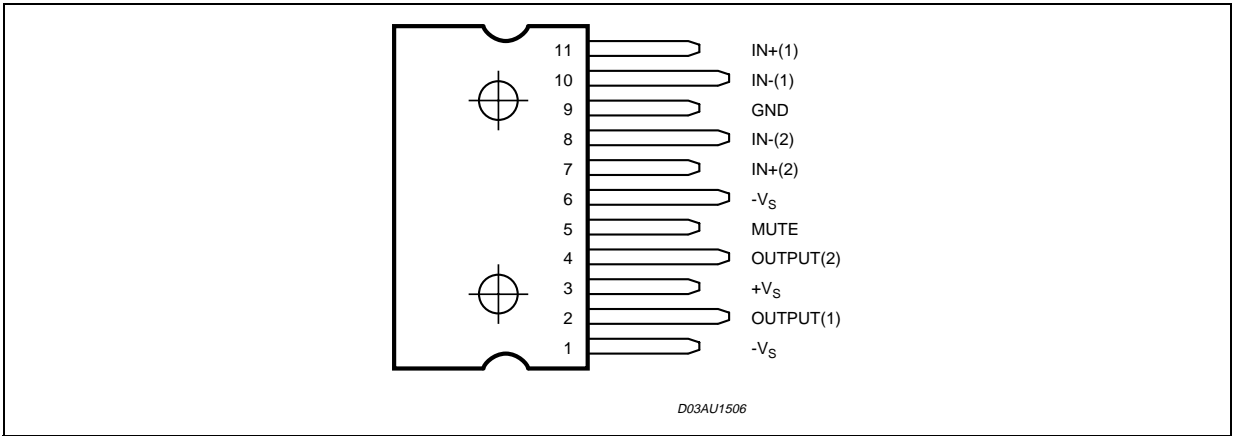 11 IN+(1)
10 IN-(1)
9 GND
8 IN-(2)
7 IN+(2)
6 -VS
5 MUTE
4 OUTPUT(2)
3 +VS
2 OUTPUT(1)
1 -VS
D03AU1506